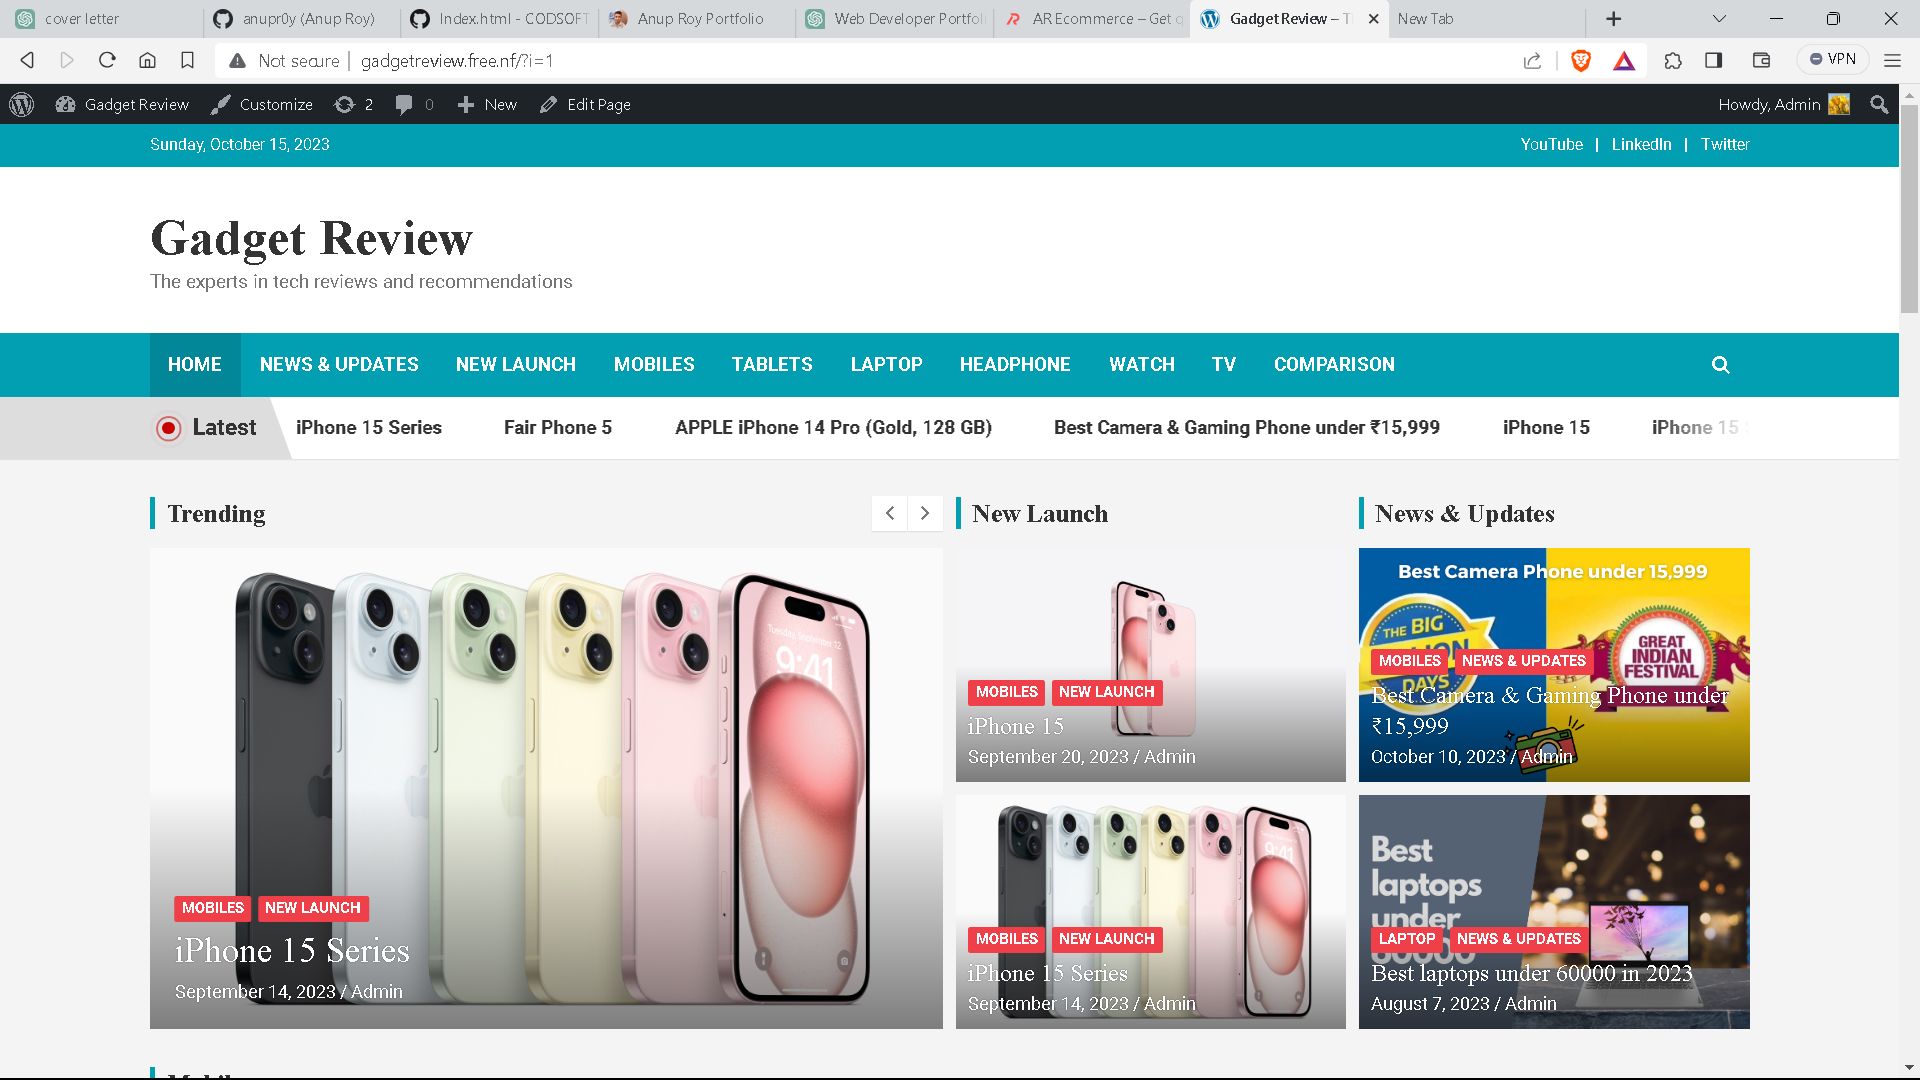 cover letter
anupr0y (Anup Roy)
Index.html - CODSOFT
Anup Roy Portfolio
Web Developer Portfoli
AR Ecommerce – Get q
Gadget Review – T
New Tab
Not secure
gadgetreview.free.nf/?i=1
VPN
Gadget Review
Customize
2
0
New
Edit Page
Howdy, Admin
Sunday, October 15, 2023
YouTube | LinkedIn | Twitter
Gadget Review
The experts in tech reviews and recommendations
HOME NEWS & UPDATES NEW LAUNCH MOBILES TABLETS LAPTOP HEADPHONE WATCH TV COMPARISON
Latest
iPhone 15 Series
Fair Phone 5
APPLE iPhone 14 Pro (Gold, 128 GB)
Best Camera & Gaming Phone under ₹15,999
iPhone 15
iPhone 15 S
Trending
Tuesday, September 12
9:41
MOBILES NEW LAUNCH
iPhone 15 Series
September 14, 2023 / Admin
New Launch
MOBILES NEW LAUNCH
iPhone 15
September 20, 2023 / Admin
9:41
MOBILES NEW LAUNCH
iPhone 15 Series
September 14, 2023 / Admin
News & Updates
Best Camera Phone under 15,999
THE BIG
DAYS
GREAT
INDIAN
FESTIVAL
MOBILES NEWS & UPDATES
Best Camera & Gaming Phone under
₹15,999
October 10, 2023 / Admin
Best
laptops
under
60000
LAPTOP NEWS & UPDATES
Best laptops under 60000 in 2023
August 7, 2023 / Admin